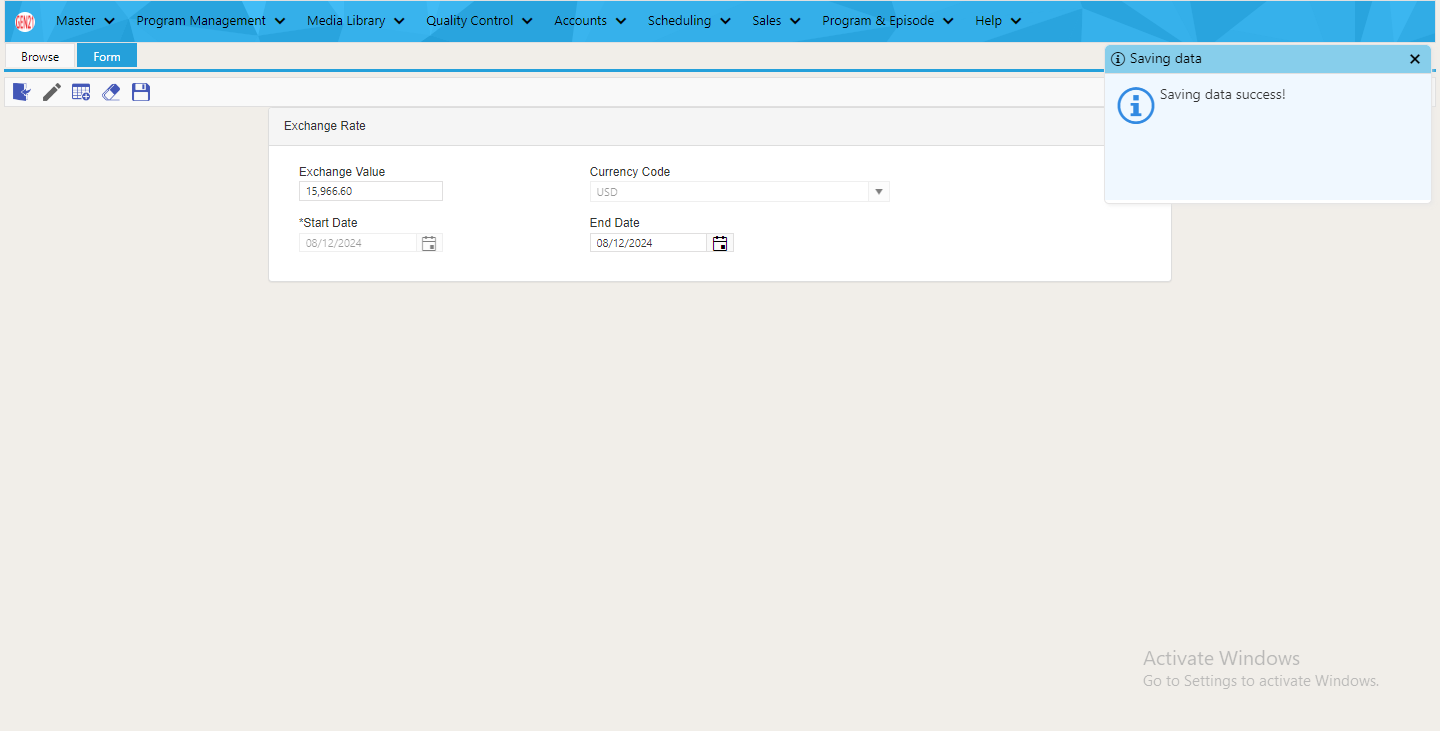 GEN21 Master Program Management Media Library Quality Control Accounts Scheduling Sales Program & Episode Help
Browse Form
Saving data
Saving data success!
Exchange Rate
Exchange Value Currency Code
15,966.60 USD
*Start Date End Date
08/12/2024 08/12/2024
Activate Windows
Go to Settings to activate Windows.